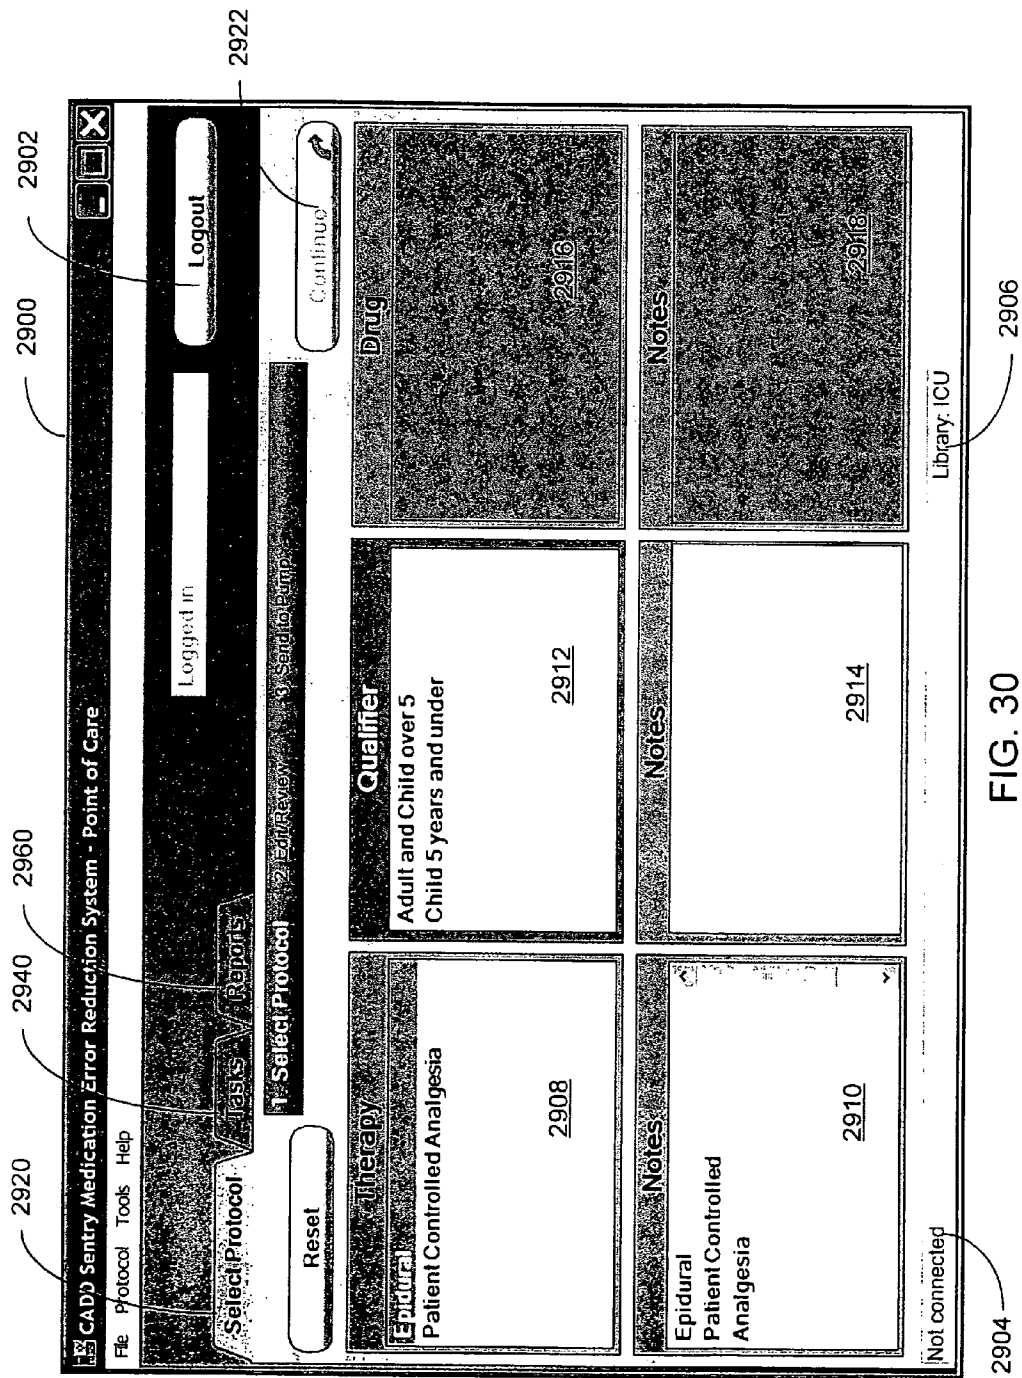 2900
2902
2922
2920
2940
2960
CADD Sentry Medication Error Reduction System - Point of Care
File Protocol Tools Help
Select Protocol Tasks Reports
Logged in
Logout
Reset
1. Select Protocol 2. Edit/Review 3. Send to Pump
Continue
Therapy
Epidural
Patient Controlled Analgesia
2908
Qualifier
Adult and Child over 5
Child 5 years and under
2912
Drug
2916
Notes
Epidural
Patient Controlled
Analgesia
2910
Notes
2914
Notes
2918
Not connected
Library: ICU
2904
2906
FIG. 30